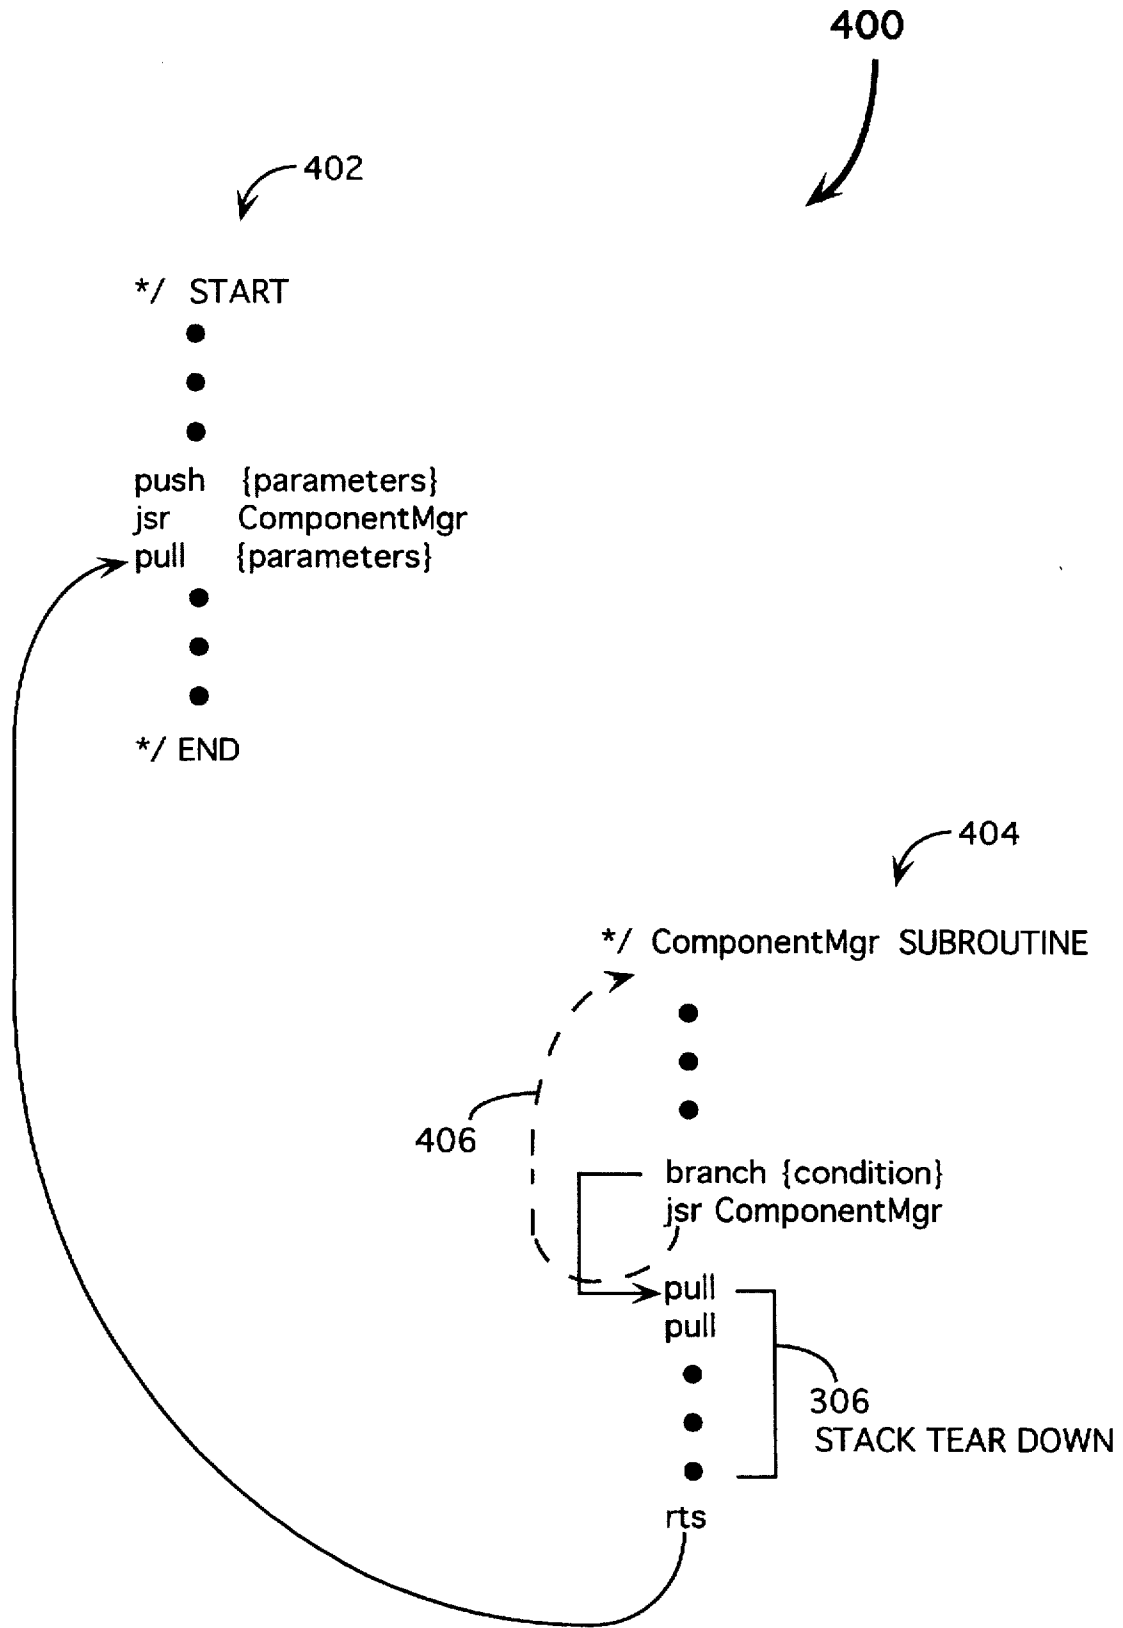 400
402
*/ START
push {parameters}
jsr ComponentMgr
pull {parameters}
*/ END
404
*/ ComponentMgr SUBROUTINE
406
branch {condition}
jsr ComponentMgr
pull
pull
306
STACK TEAR DOWN
rts